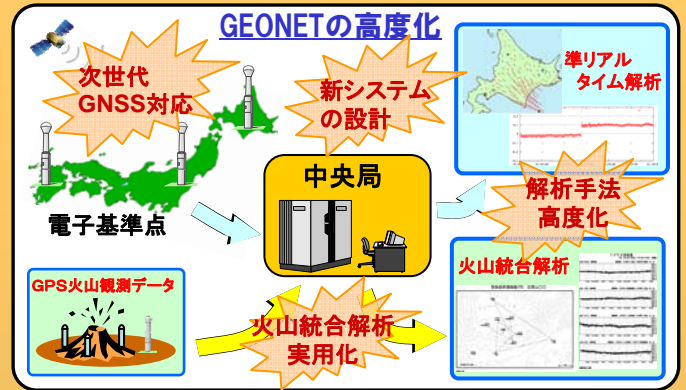 GEONETの高度化
次世代
GNSS対応
新システム
の設計
準リアル
タイム解析
中央局
電子基準点
解析手法
高度化
GPS火山観測データ
火山統合解析
実用化
火山統合解析